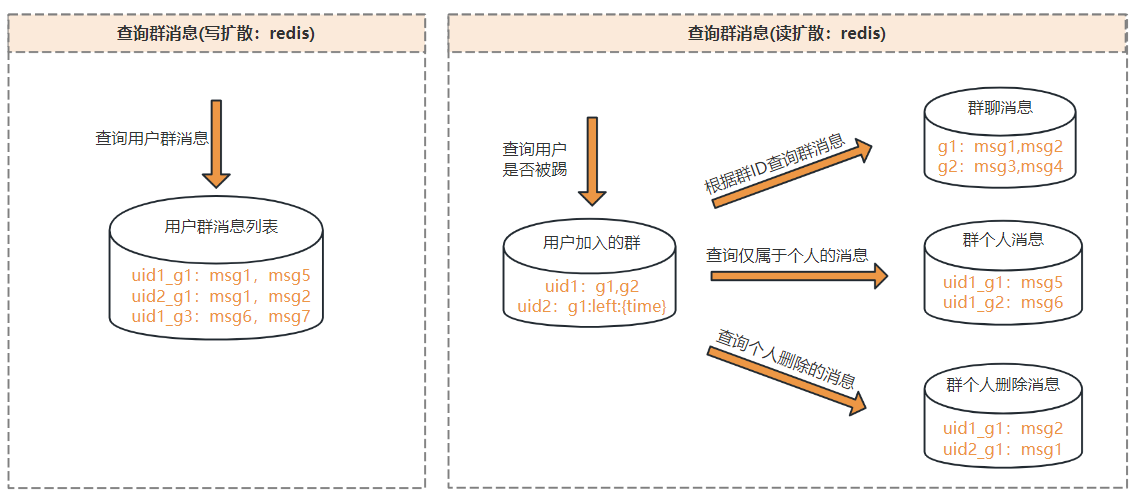 查询群消息(写扩散：redis)
查询用户群消息
用户群消息列表
uid1_g1：msg1，msg5
uid2_g1：msg1，msg2
uid1_g3：msg6，msg7
查询群消息(读扩散：redis)
查询用户
是否被踢
用户加入的群
uid1：g1,g2
uid2：g1:left:{time}
根据群ID查询群消息
群聊消息
g1：msg1,msg2
g2：msg3,msg4
查询仅属于个人的消息
群个人消息
uid1_g1：msg5
uid1_g2：msg6
查询个人删除的消息
群个人删除消息
uid1_g1：msg2
uid2_g1：msg1